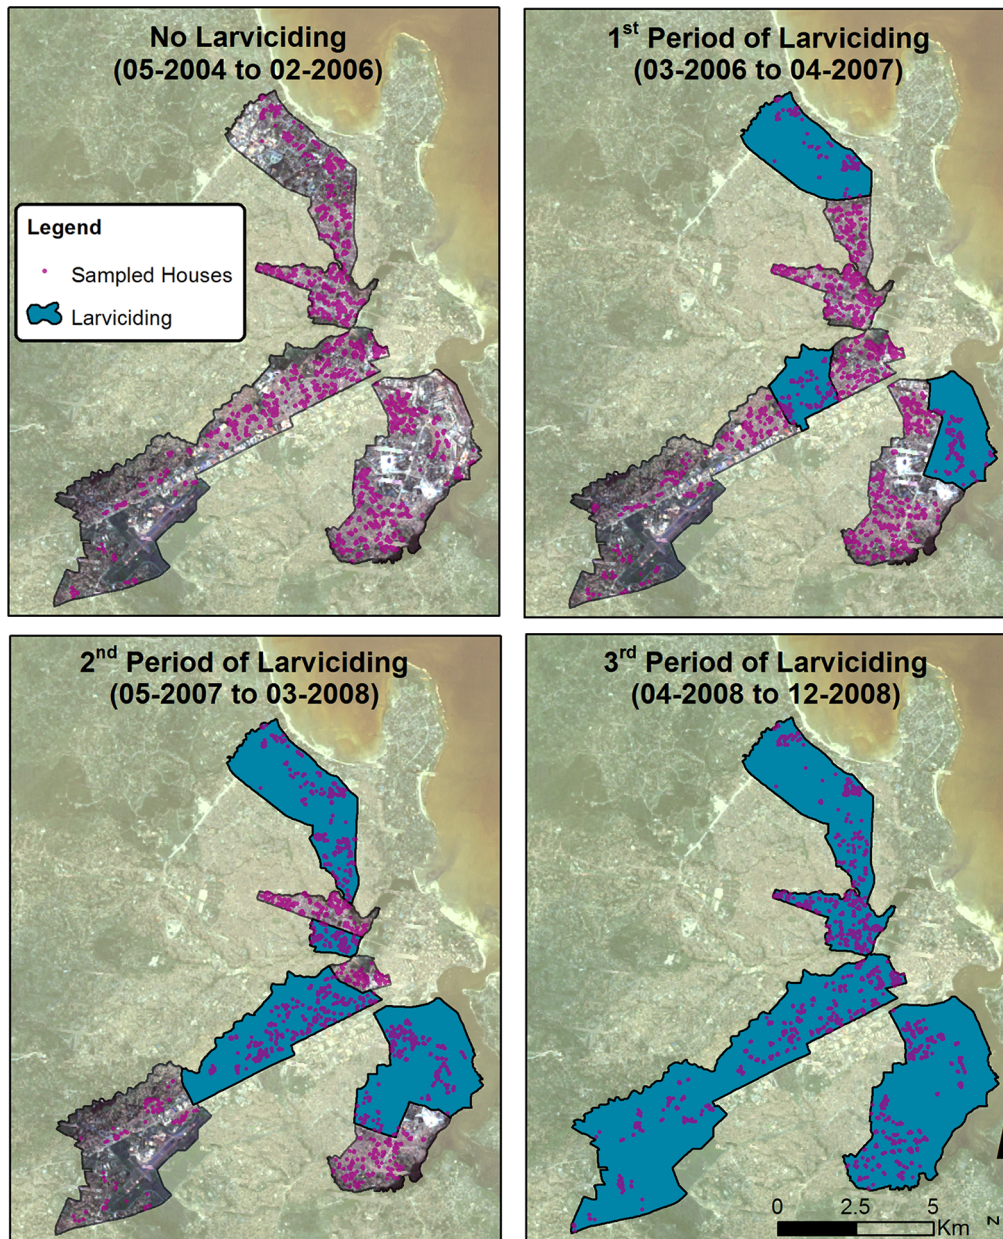 No Larviciding
(05-2004 to 02-2006)
1st Period of Larviciding
(03-2006 to 04-2007)
Legend
Sampled Houses
Larviciding
2nd Period of Larviciding
(05-2007 to 03-2008)
3rd Period of Larviciding
(04-2008 to 12-2008)
0 2.5 5
Km
N